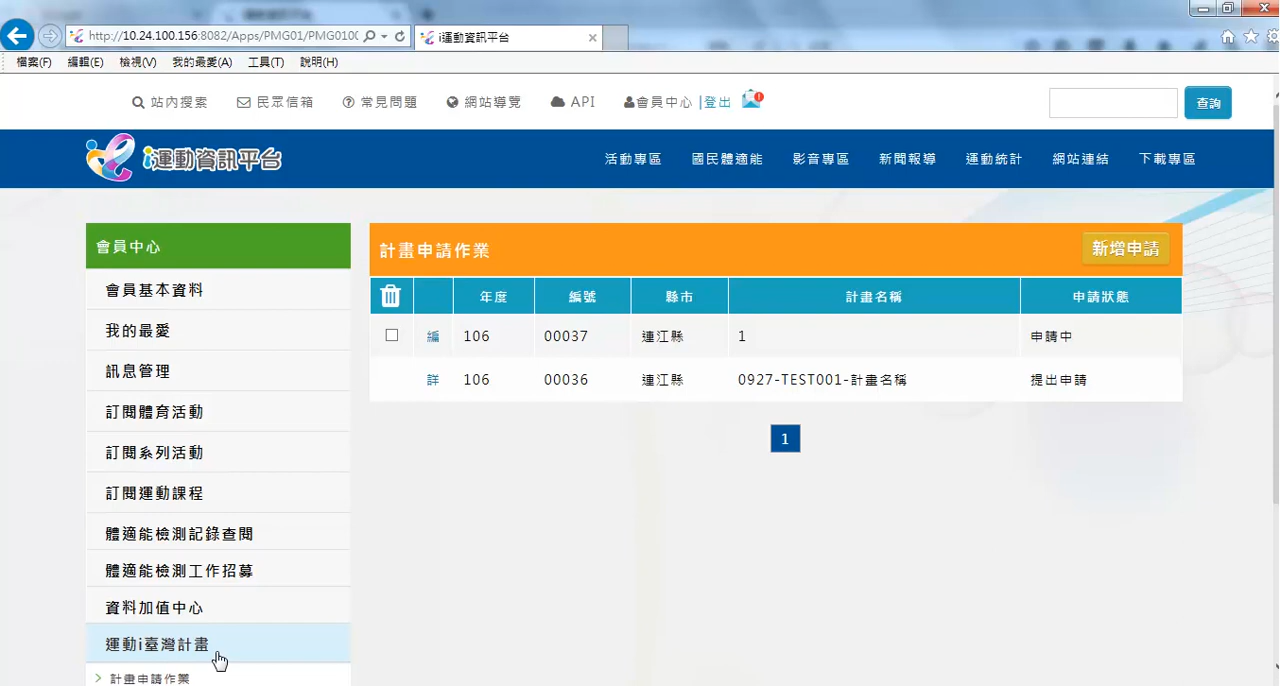 http://10.24.100.156:8082/Apps/PMG01/PMG0100
i運動資訊平台
檔案(F) 編輯(E) 檢視(V) 我的最愛(A) 工具(T) 說明(H)
站內搜索 民眾信箱 常見問題 網站導覽 API 會員中心 |登出 查詢
i運動資訊平台 活動專區 國民體適能 影音專區 新聞報導 運動統計 網站連結 下載專區
會員中心
會員基本資料
我的最愛
訊息管理
訂閱體育活動
訂閱系列活動
訂閱運動課程
體適能檢測記錄查閱
體適能檢測工作招募
資料加值中心
運動i臺灣計畫
計畫申請作業
計畫申請作業 新增申請
年度 編號 縣市 計畫名稱 申請狀態
編 106 00037 連江縣 1 申請中
詳 106 00036 連江縣 0927-TEST001-計畫名稱 提出申請
1